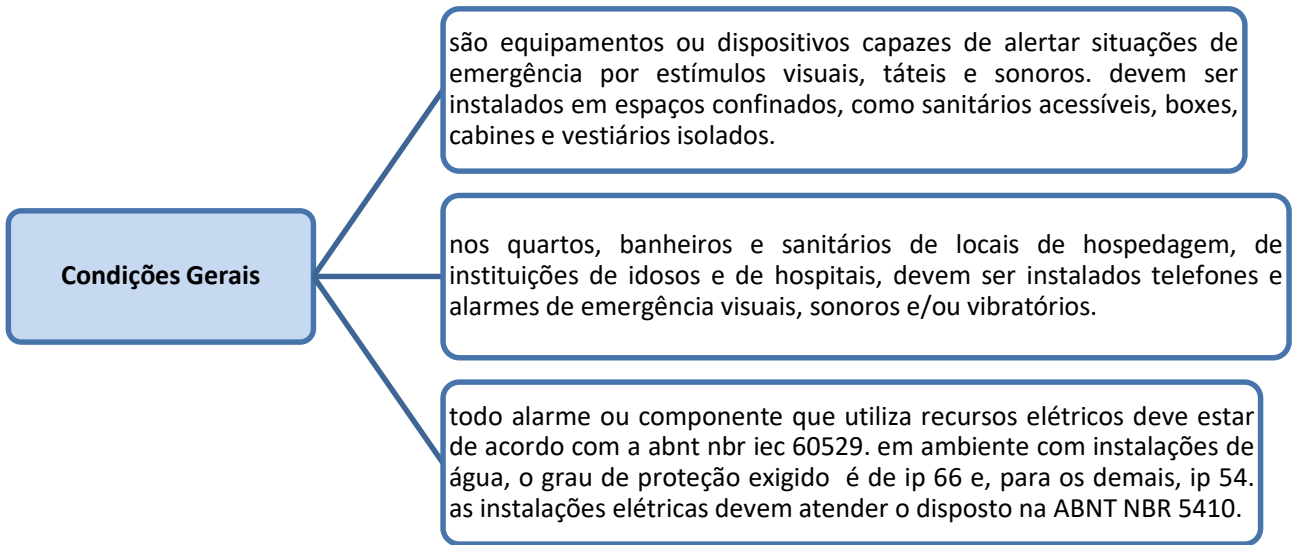 são equipamentos ou dispositivos capazes de alertar situações de
emergência por estímulos visuais, táteis e sonoros. devem ser
instalados em espaços confinados, como sanitários acessíveis, boxes,
cabines e vestiários isolados.
Condições Gerais
nos quartos, banheiros e sanitários de locais de hospedagem, de
instituições de idosos e de hospitais, devem ser instalados telefones e
alarmes de emergência visuais, sonoros e/ou vibratórios.
todo alarme ou componente que utiliza recursos elétricos deve estar
de acordo com a abnt nbr iec 60529. em ambiente com instalações de
água, o grau de proteção exigido é de ip 66 e, para os demais, ip 54.
as instalações elétricas devem atender o disposto na ABNT NBR 5410.